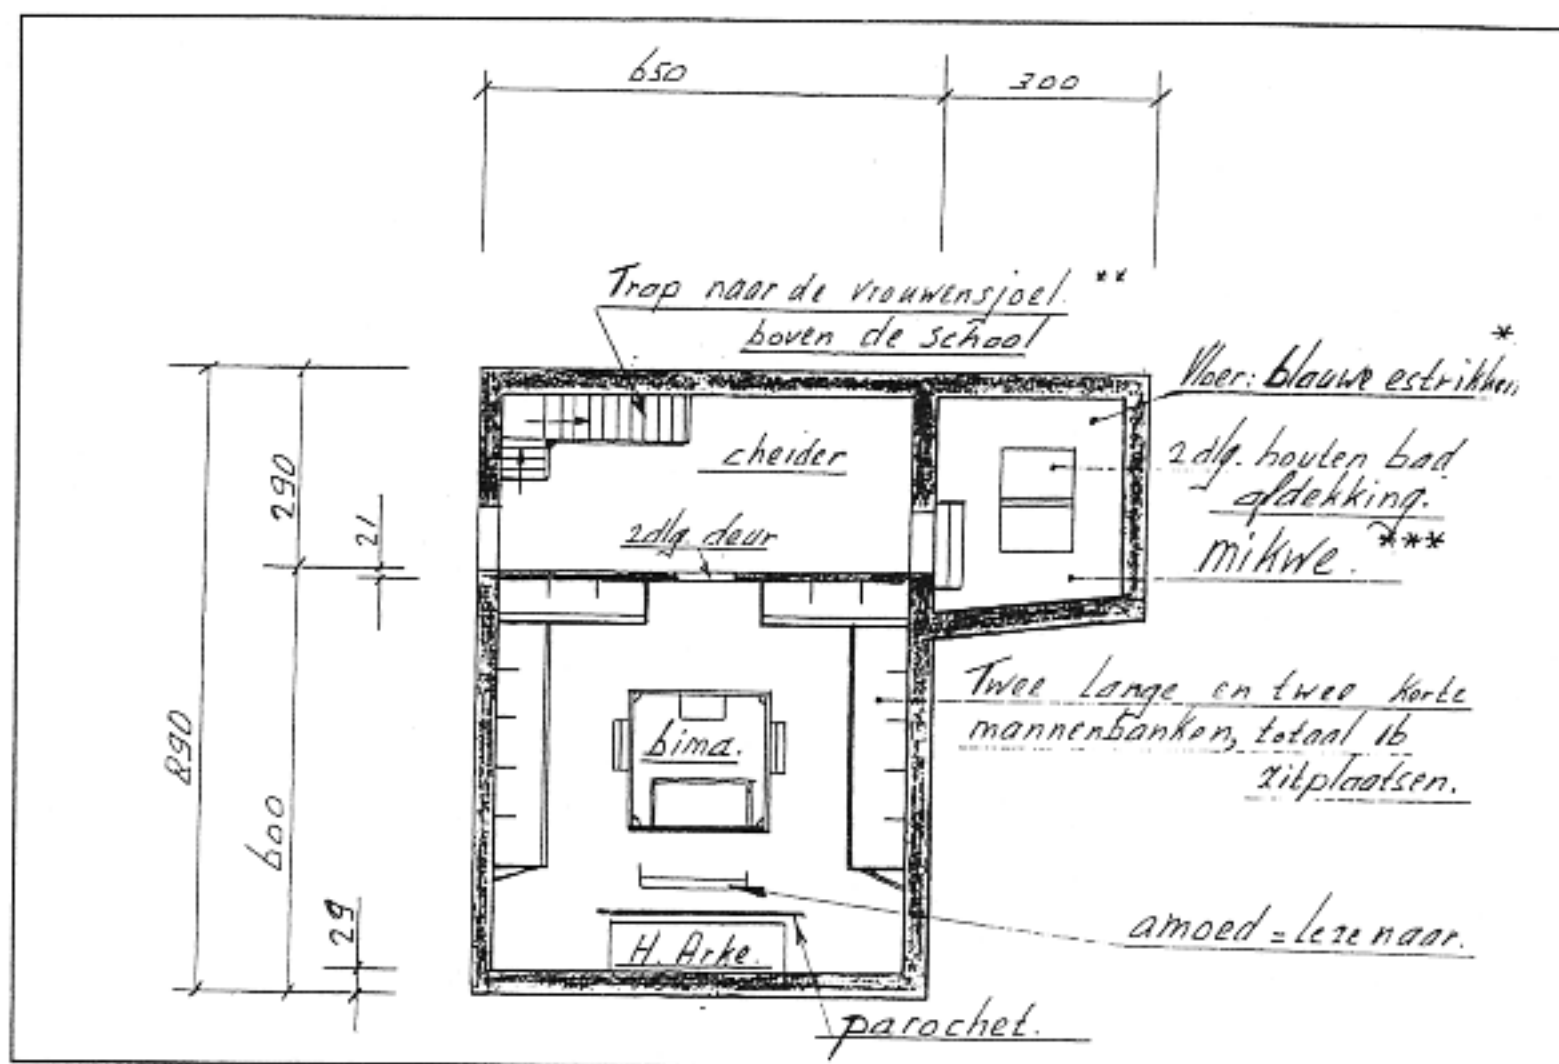 650
300
Trap naar de vrouwensjoel. **
boven de school
*
Vloer: blauwe estrikken
cheider
2dlg. houten bad
afdekking.
mikwe. ***
290
21
2dlg. deur
Twee lange en twee korte
mannenbanken, totaal 16
zitplaatsen.
bima.
890
600
29
amoed = lezenaar.
H. Arke.
parochet.